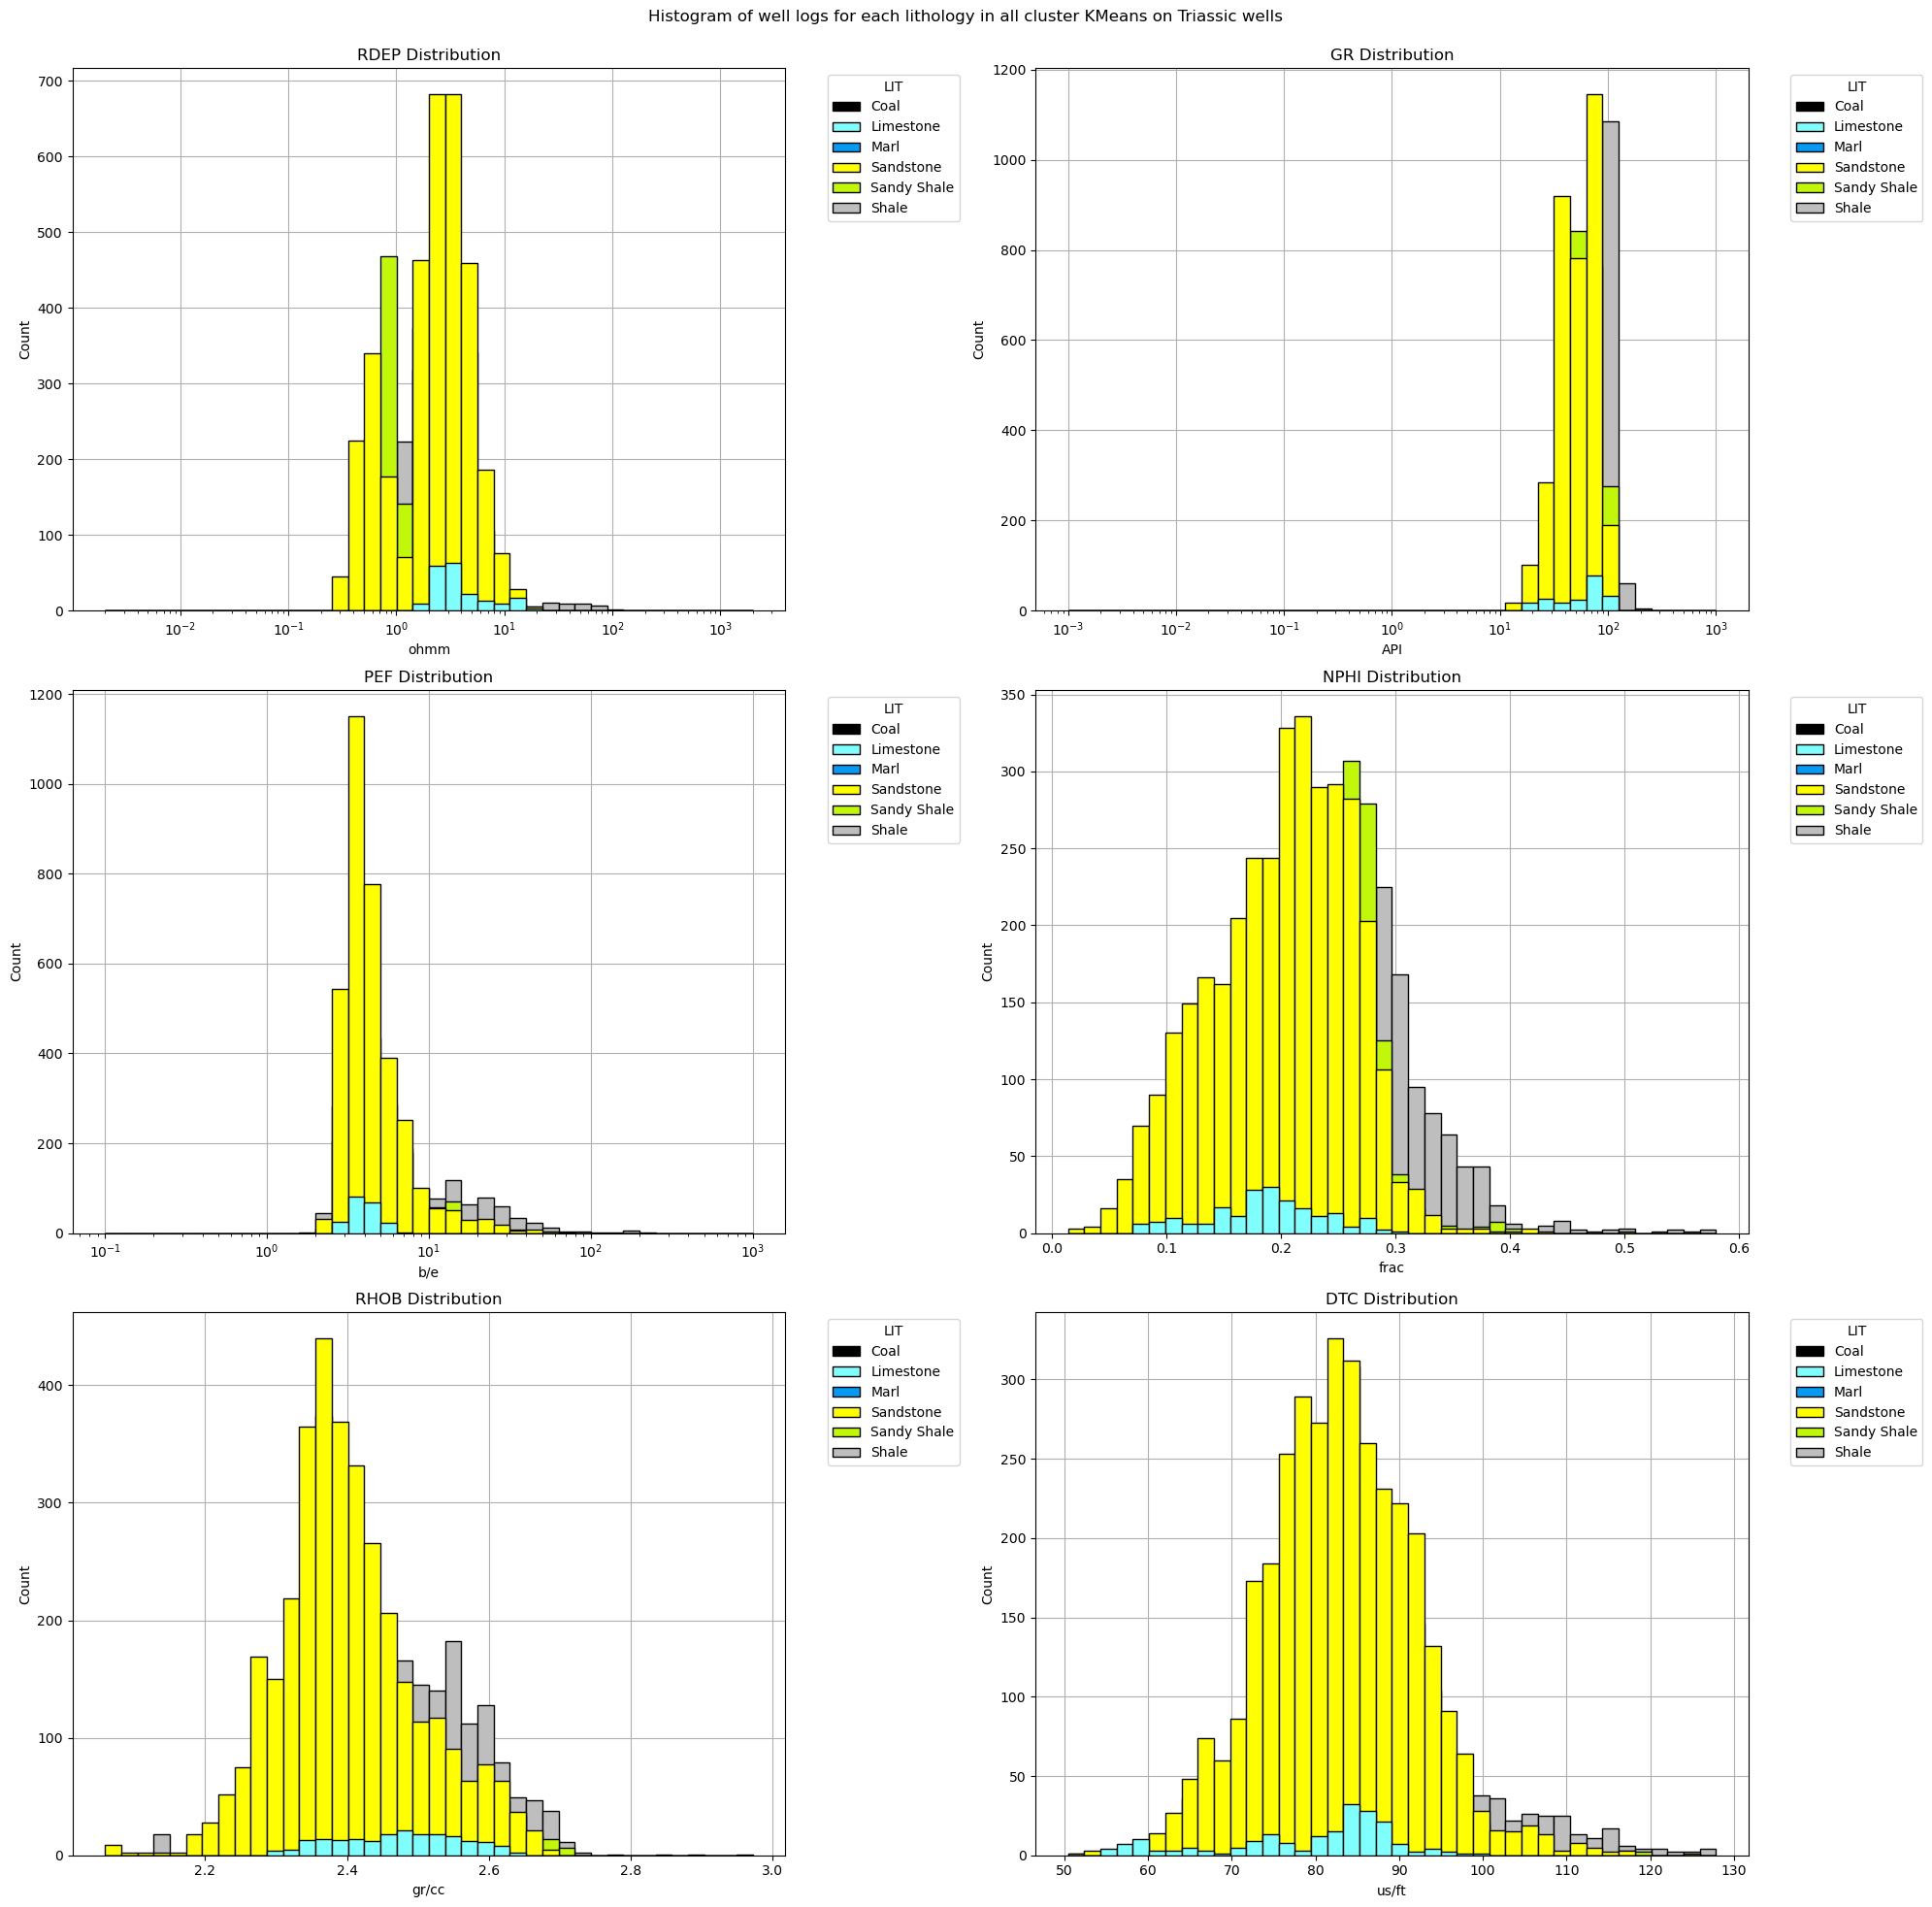 Histogram of well logs for each lithology in all cluster KMeans on Triassic wells
RDEP Distribution
Count
700
600
500
400
300
200
100
0
10⁻²
10⁻¹
10⁰
10¹
10²
10³
ohmm
LIT
Coal
Limestone
Marl
Sandstone
Sandy Shale
Shale
GR Distribution
Count
1200
1000
800
600
400
200
0
10⁻³
10⁻²
10⁻¹
10⁰
10¹
10²
10³
API
LIT
Coal
Limestone
Marl
Sandstone
Sandy Shale
Shale
PEF Distribution
Count
1200
1000
800
600
400
200
0
10⁻¹
10⁰
10¹
10²
10³
b/e
LIT
Coal
Limestone
Marl
Sandstone
Sandy Shale
Shale
NPHI Distribution
Count
350
300
250
200
150
100
50
0
0.0
0.1
0.2
0.3
0.4
0.5
0.6
frac
LIT
Coal
Limestone
Marl
Sandstone
Sandy Shale
Shale
RHOB Distribution
Count
400
300
200
100
0
2.2
2.4
2.6
2.8
3.0
gr/cc
LIT
Coal
Limestone
Marl
Sandstone
Sandy Shale
Shale
DTC Distribution
Count
300
250
200
150
100
50
0
50
60
70
80
90
100
110
120
130
us/ft
LIT
Coal
Limestone
Marl
Sandstone
Sandy Shale
Shale